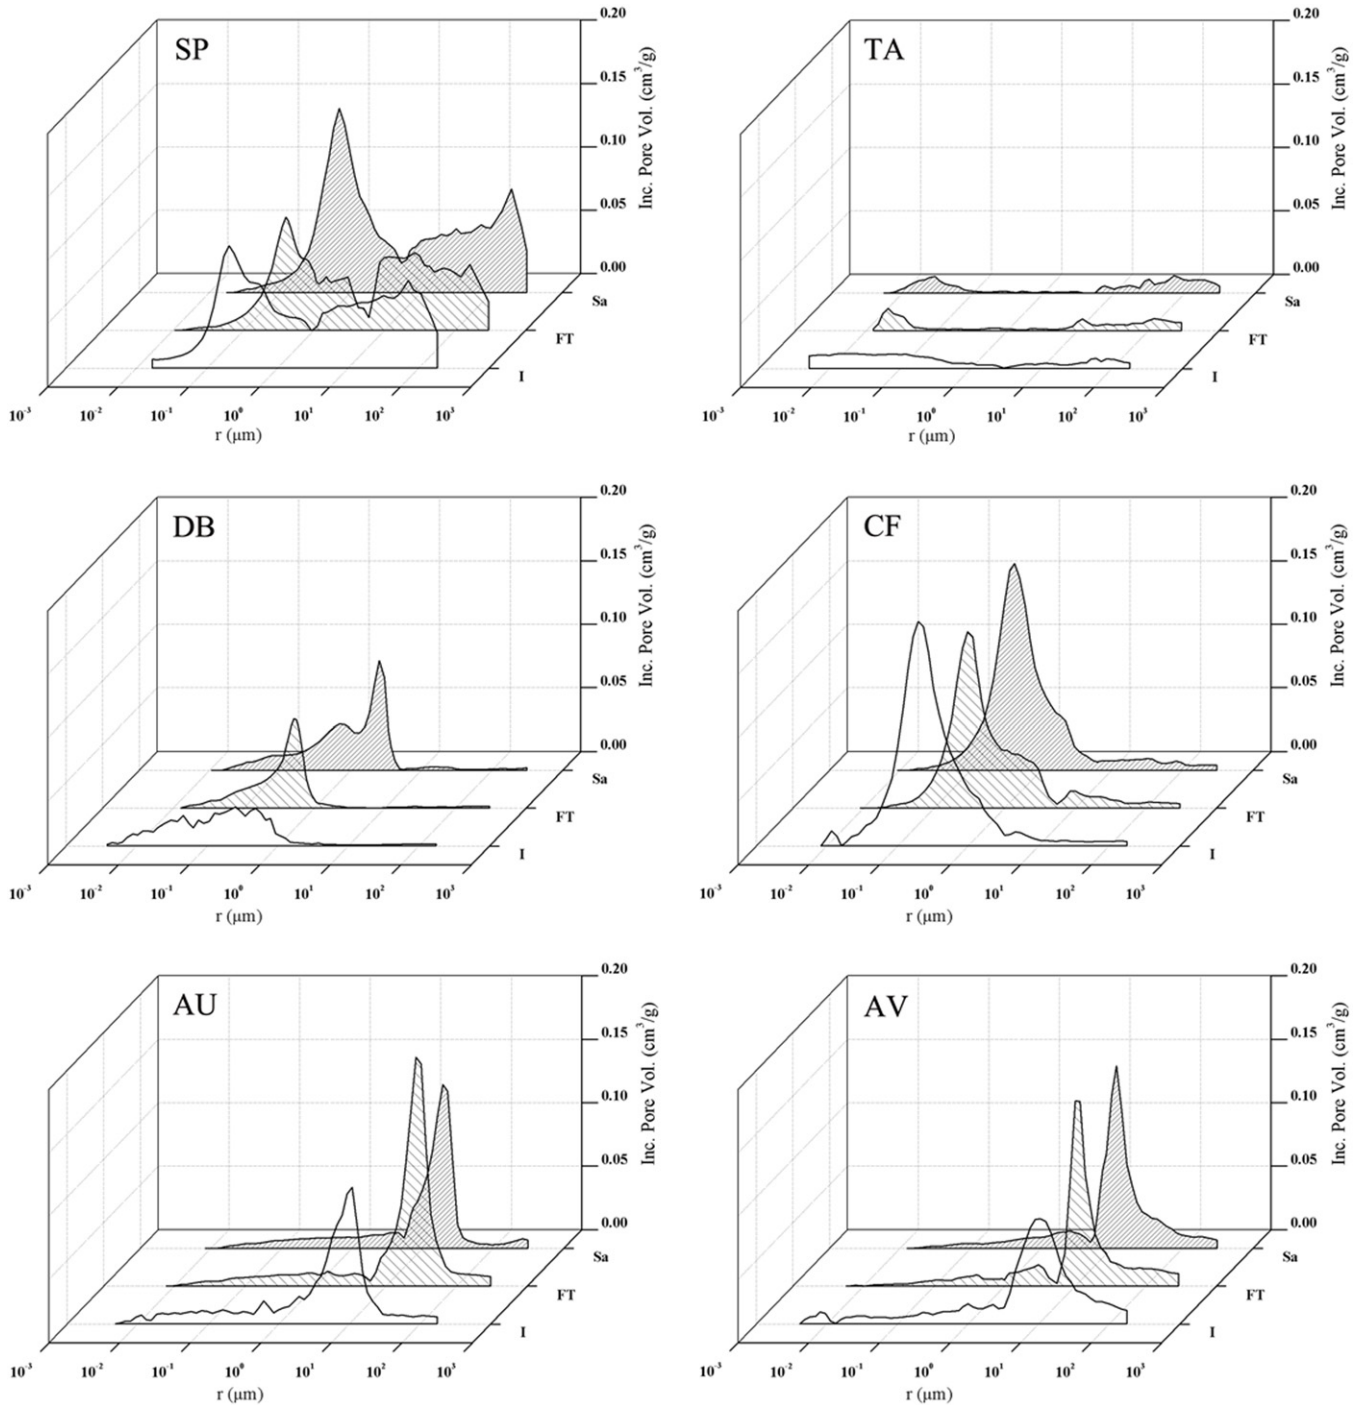 SP
0.20
0.15
0.10
0.05
0.00
Inc. Pore Vol. (cm³/g)
Sa
FT
I
10⁻³ 10⁻² 10⁻¹ 10⁰ 10¹ 10² 10³
r (μm)
TA
0.20
0.15
0.10
0.05
0.00
Inc. Pore Vol. (cm³/g)
Sa
FT
I
10⁻³ 10⁻² 10⁻¹ 10⁰ 10¹ 10² 10³
r (μm)
DB
0.20
0.15
0.10
0.05
0.00
Inc. Pore Vol. (cm³/g)
Sa
FT
I
10⁻³ 10⁻² 10⁻¹ 10⁰ 10¹ 10² 10³
r (μm)
CF
0.20
0.15
0.10
0.05
0.00
Inc. Pore Vol. (cm³/g)
Sa
FT
I
10⁻³ 10⁻² 10⁻¹ 10⁰ 10¹ 10² 10³
r (μm)
AU
0.20
0.15
0.10
0.05
0.00
Inc. Pore Vol. (cm³/g)
Sa
FT
I
10⁻³ 10⁻² 10⁻¹ 10⁰ 10¹ 10² 10³
r (μm)
AV
0.20
0.15
0.10
0.05
0.00
Inc. Pore Vol. (cm³/g)
Sa
FT
I
10⁻³ 10⁻² 10⁻¹ 10⁰ 10¹ 10² 10³
r (μm)